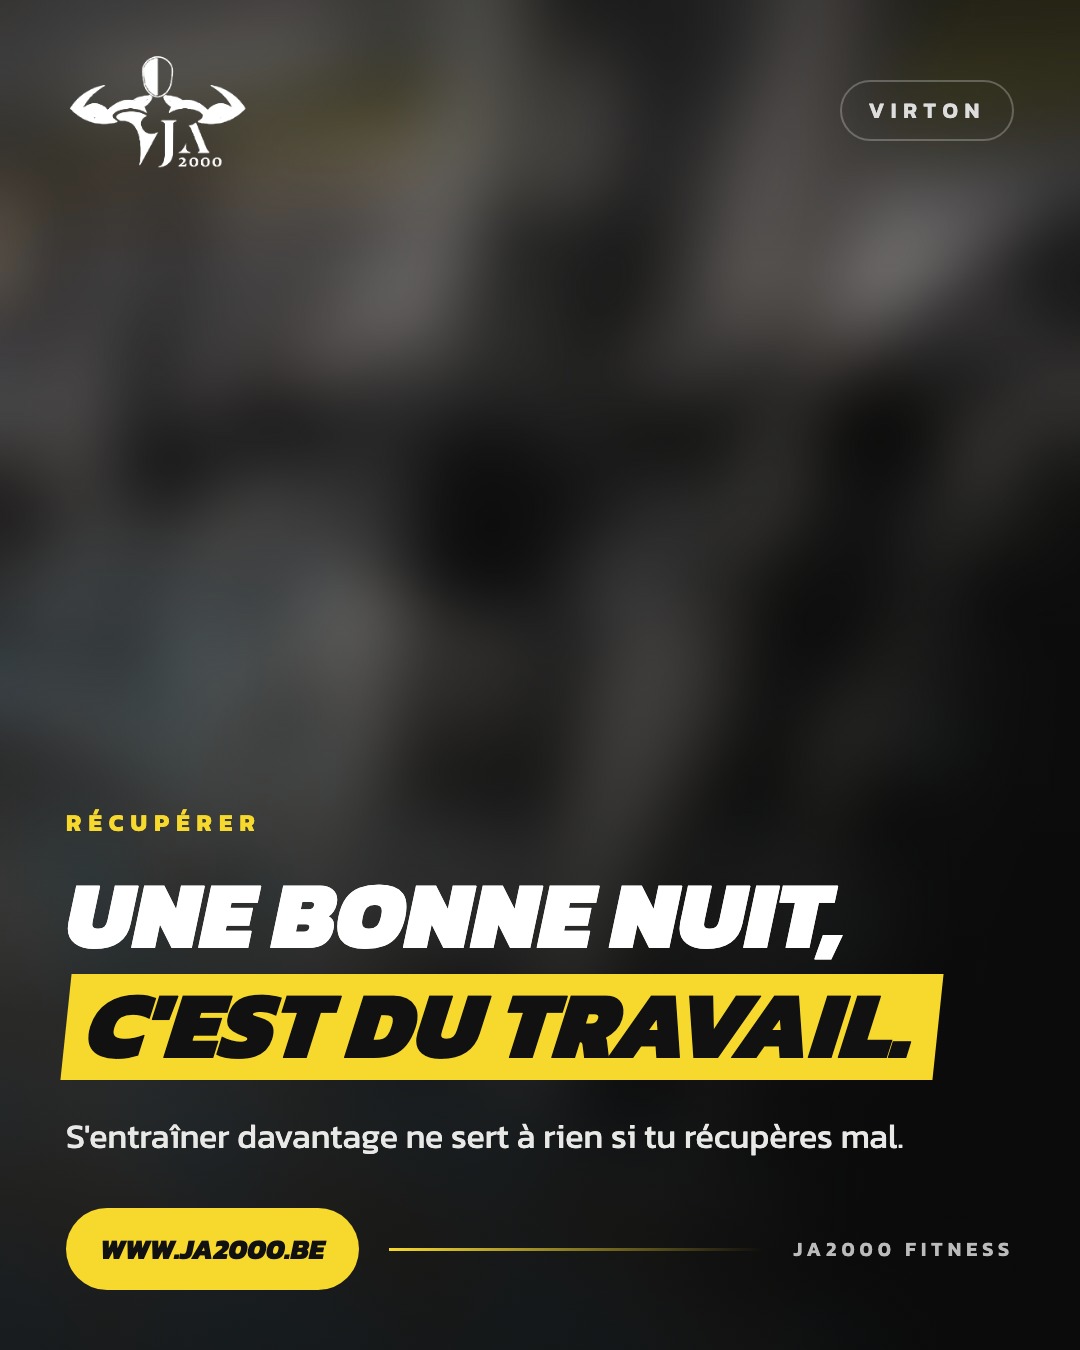 JA
2000
VIRTON
RÉCUPÉRER
UNE BONNE NUIT,
C'EST DU TRAVAIL.
S'entraîner davantage ne sert à rien si tu récupères mal.
WWW.JA2000.BE
JA2000 FITNESS